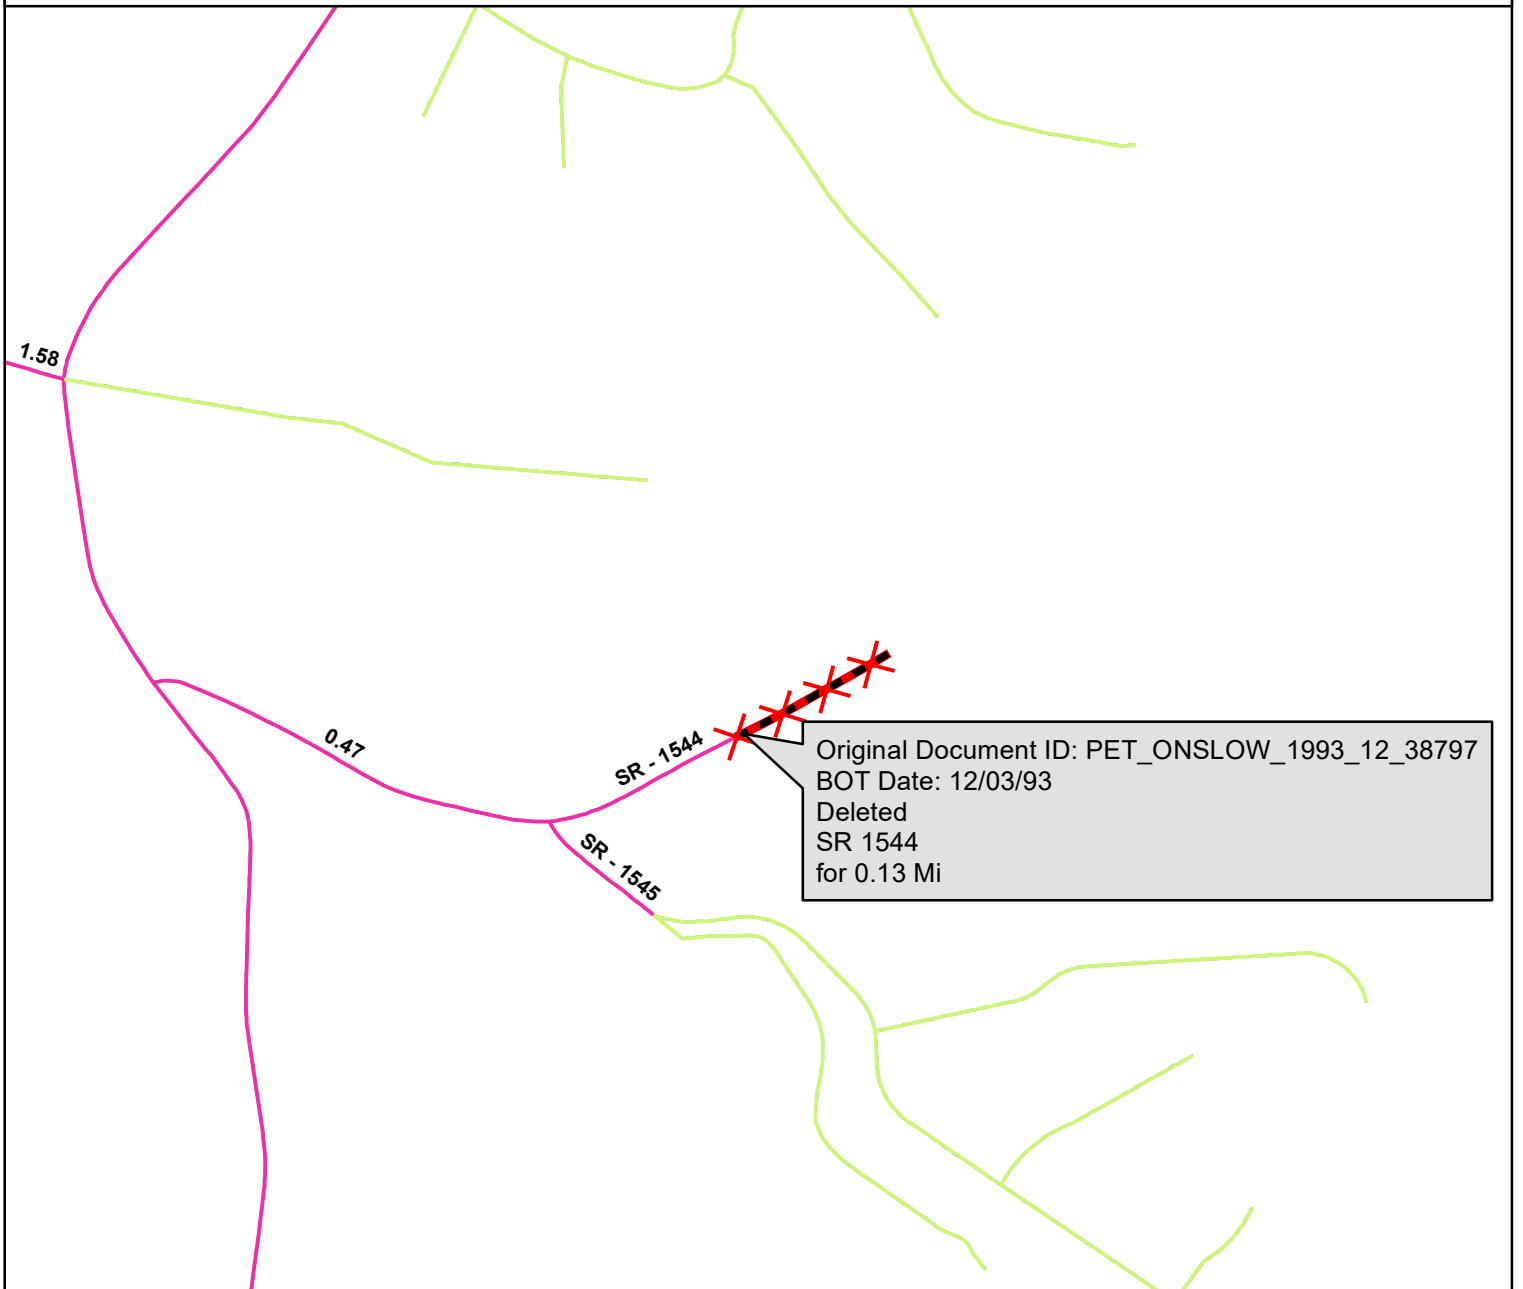 1.58
0.47
SR - 1544
SR - 1545
Original Document ID: PET_ONSLOW_1993_12_38797
BOT Date: 12/03/93
Deleted
SR 1544
for 0.13 Mi